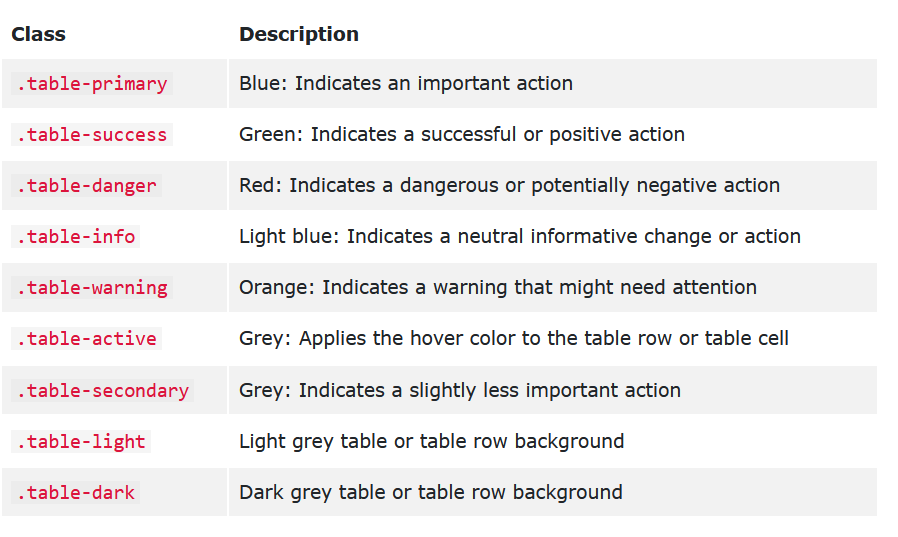 Class Description
.table-primary Blue: Indicates an important action
.table-success Green: Indicates a successful or positive action
.table-danger Red: Indicates a dangerous or potentially negative action
.table-info Light blue: Indicates a neutral informative change or action
.table-warning Orange: Indicates a warning that might need attention
.table-active Grey: Applies the hover color to the table row or table cell
.table-secondary Grey: Indicates a slightly less important action
.table-light Light grey table or table row background
.table-dark Dark grey table or table row background